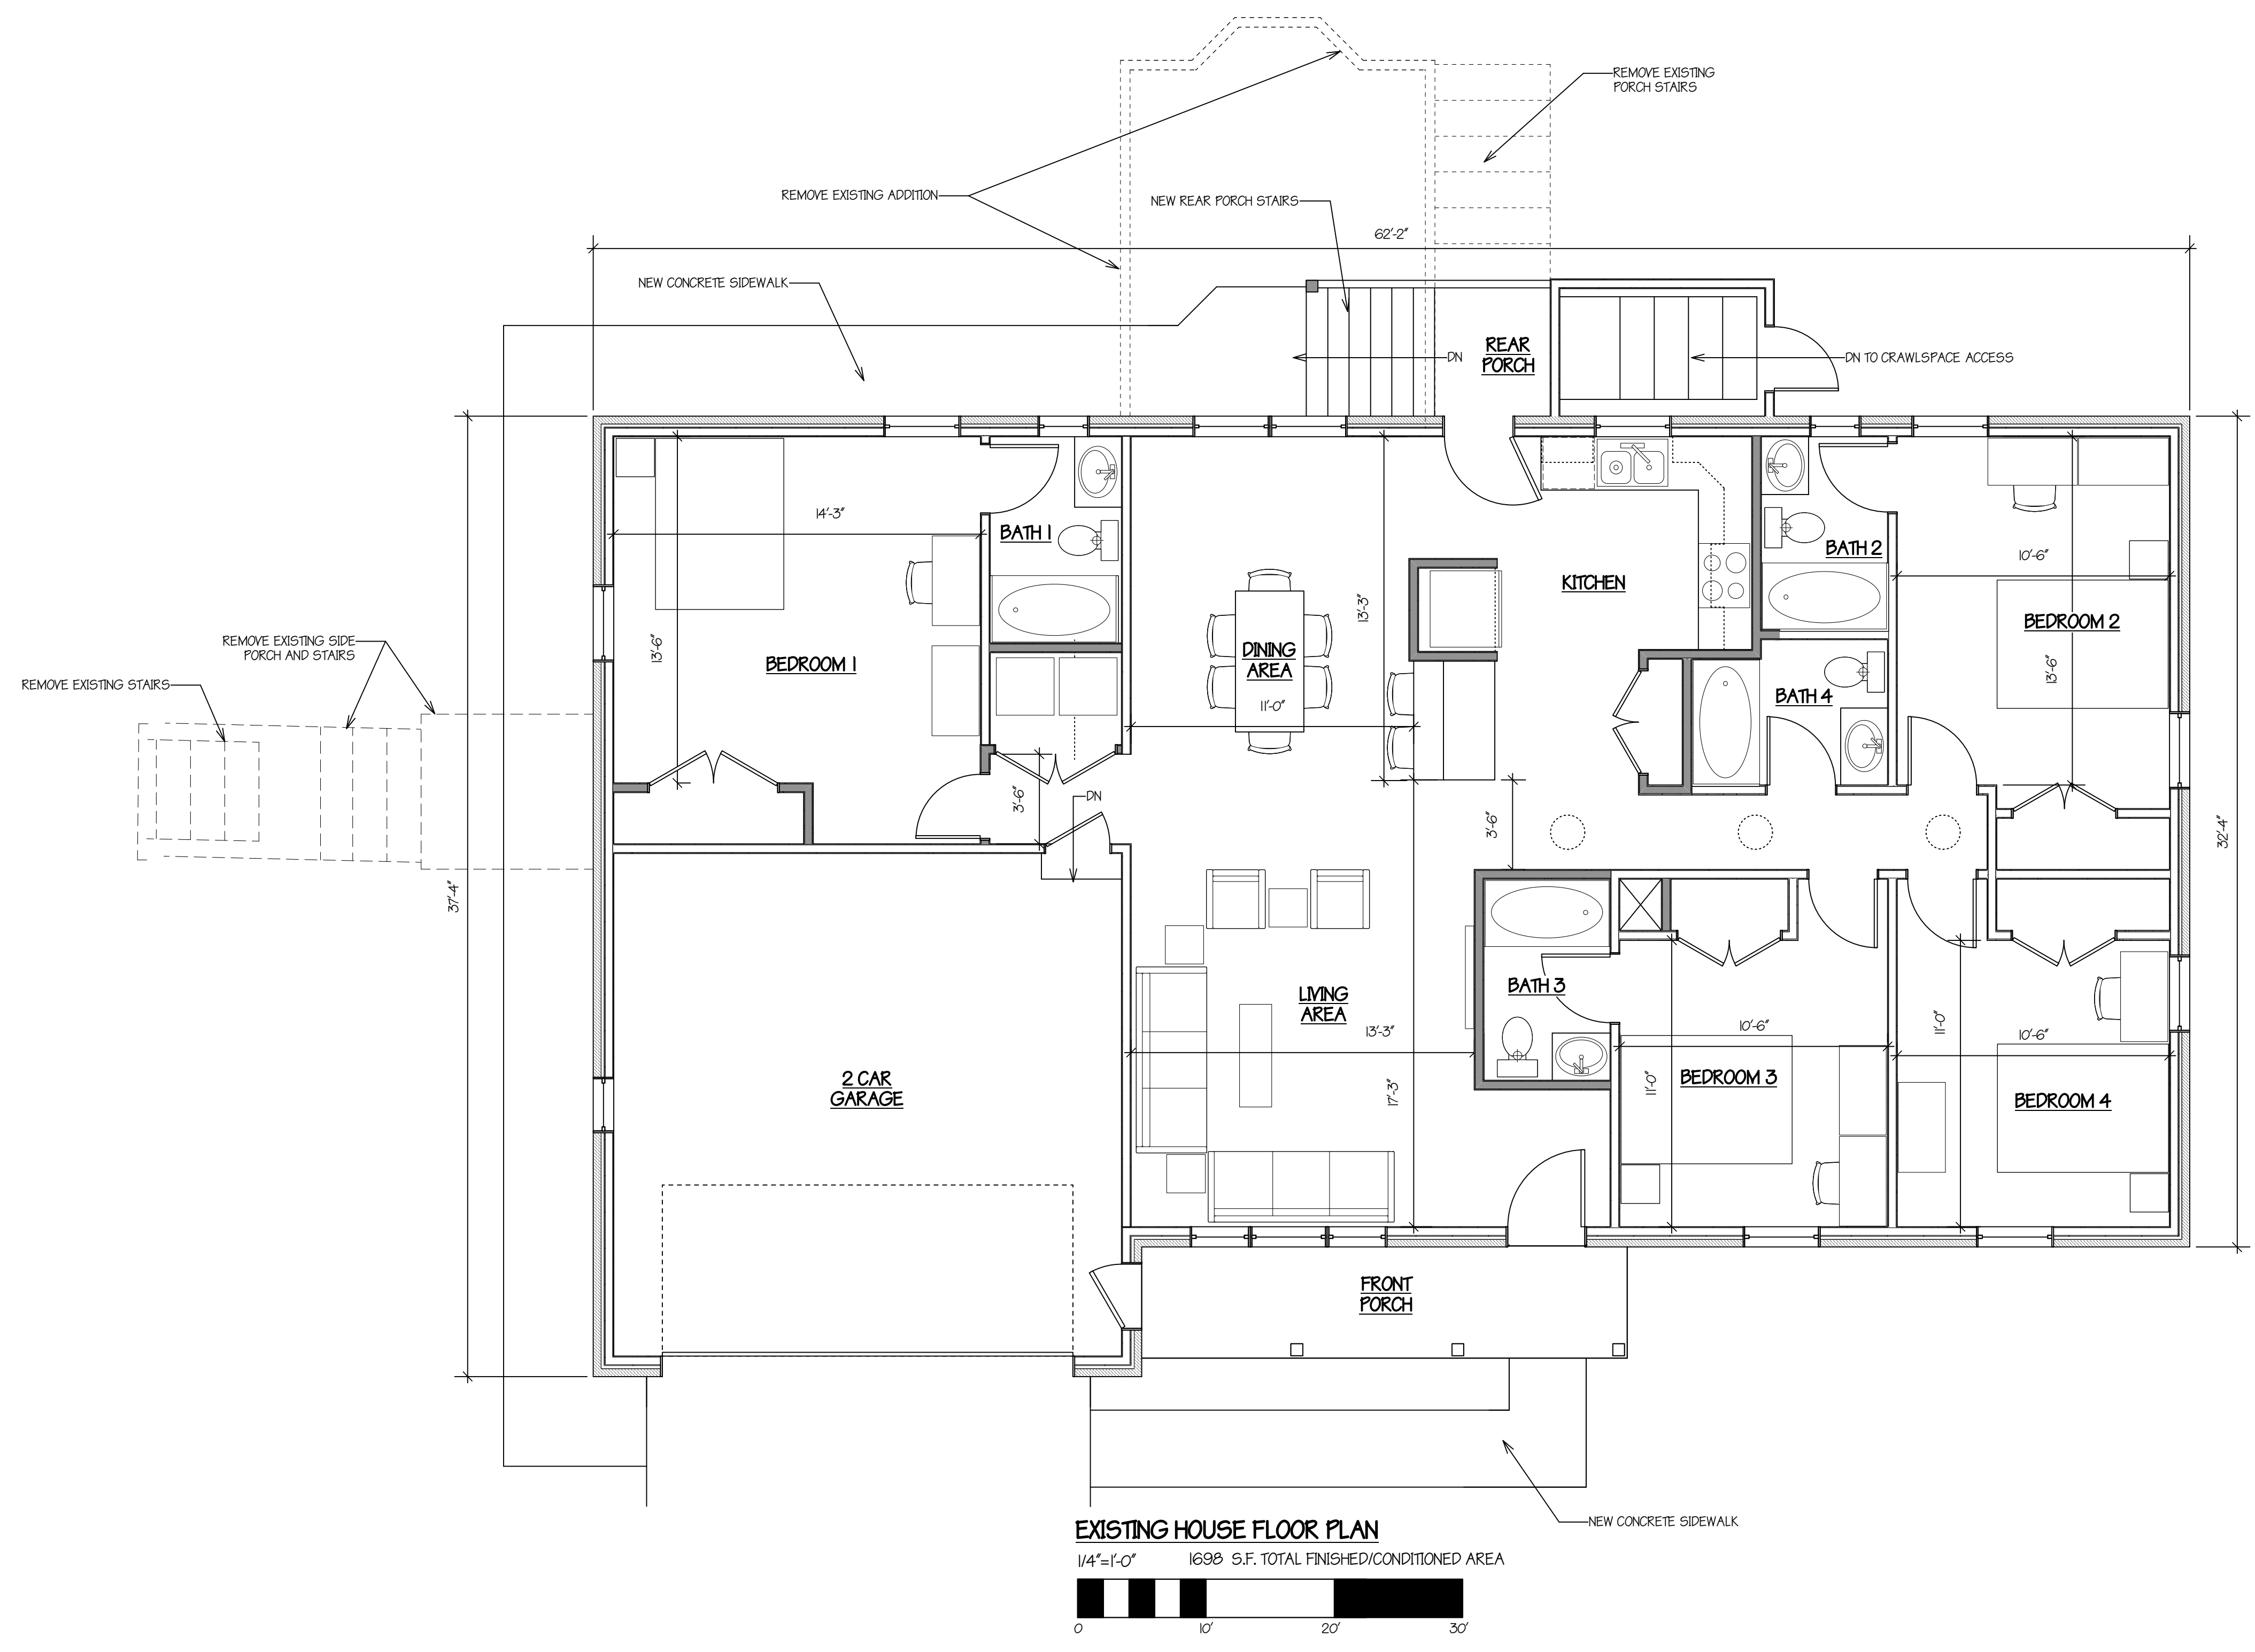 REMOVE EXISTING
PORCH STAIRS
REMOVE EXISTING ADDITION
NEW REAR PORCH STAIRS
62'-2"
NEW CONCRETE SIDEWALK
REAR
PORCH
DN
DN TO CRAWLSPACE ACCESS
14'-3"
BATH 1
BATH 2
10'-6"
KITCHEN
13'-3"
BEDROOM 2
13'-6"
REMOVE EXISTING SIDE
PORCH AND STAIRS
DINING
AREA
BEDROOM 1
13'-6"
REMOVE EXISTING STAIRS
BATH 4
11'-0"
DN
3'-6"
3'-6"
32'-4"
37'-4"
BATH 3
LIVING
AREA
13'-3"
10'-6"
11'-0"
10'-6"
2 CAR
GARAGE
17'-3"
11'-0"
BEDROOM 3
BEDROOM 4
FRONT
PORCH
NEW CONCRETE SIDEWALK
EXISTING HOUSE FLOOR PLAN
1/4"=1'-0" 1698 S.F. TOTAL FINISHED/CONDITIONED AREA
0 10' 20' 30'